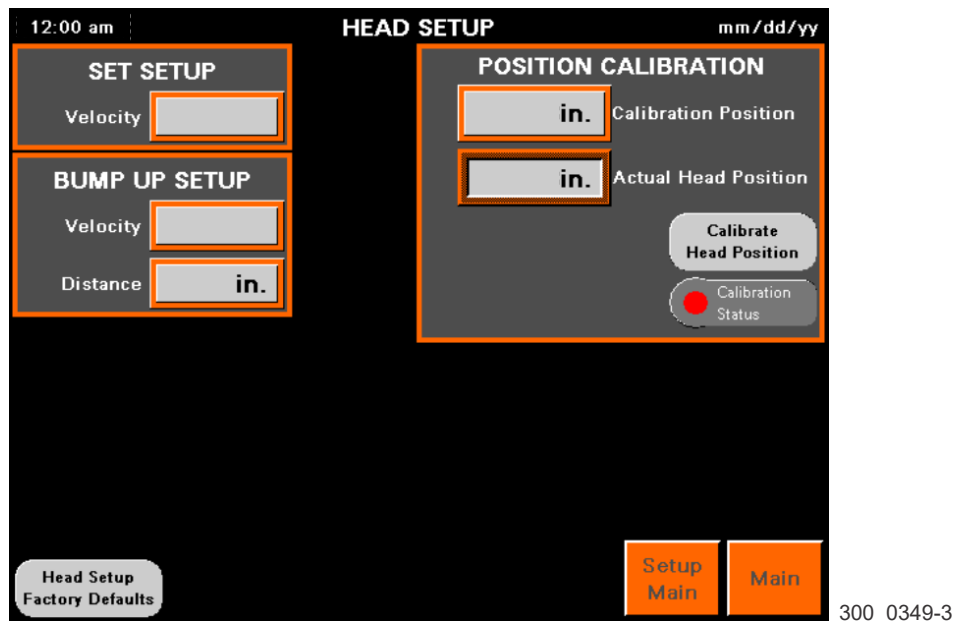 12:00 am
HEAD SETUP
mm/dd/yy
SET SETUP
Velocity
BUMP UP SETUP
Velocity
Distance
in.
POSITION CALIBRATION
in.
Calibration Position
in.
Actual Head Position
Calibrate
Head Position
Calibration
Status
Head Setup
Factory Defaults
Setup
Main
Main
300 0349-3